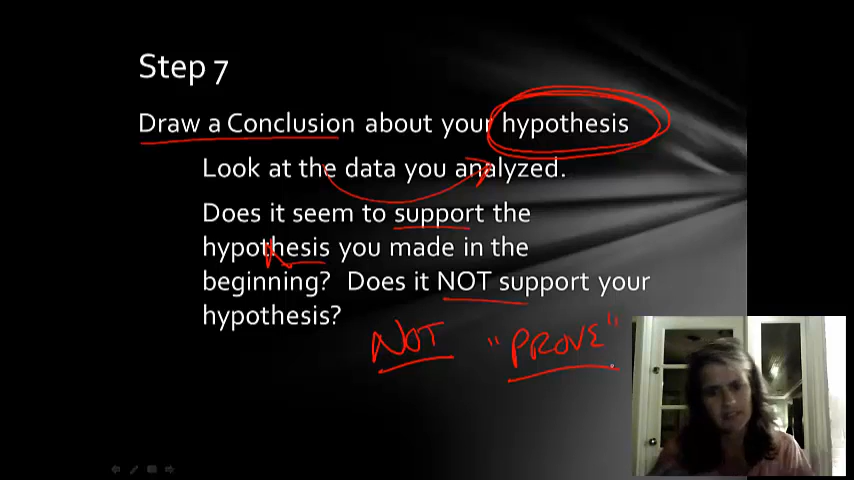 Step 7
Draw a Conclusion about your hypothesis
Look at the data you analyzed.
Does it seem to support the
hypothesis you made in the
beginning? Does it NOT support your
hypothesis?
NOT "PROVE"